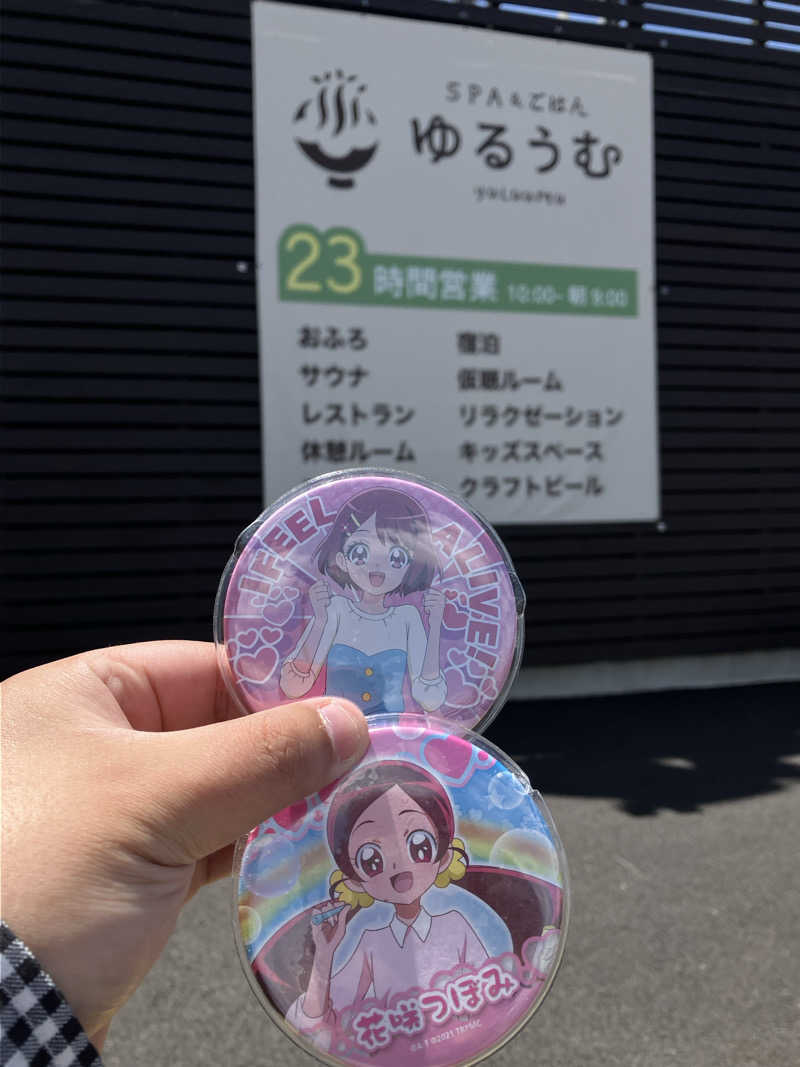 SPA&ごはん
ゆるうむ
yuluumu
23時間営業 10:00-朝9:00
おふろ
サウナ
レストラン
休憩ルーム
宿泊
仮眠ルーム
リラクゼーション
キッズスペース
クラフトビール
I FEEL ALIVE!
花咲つぼみ